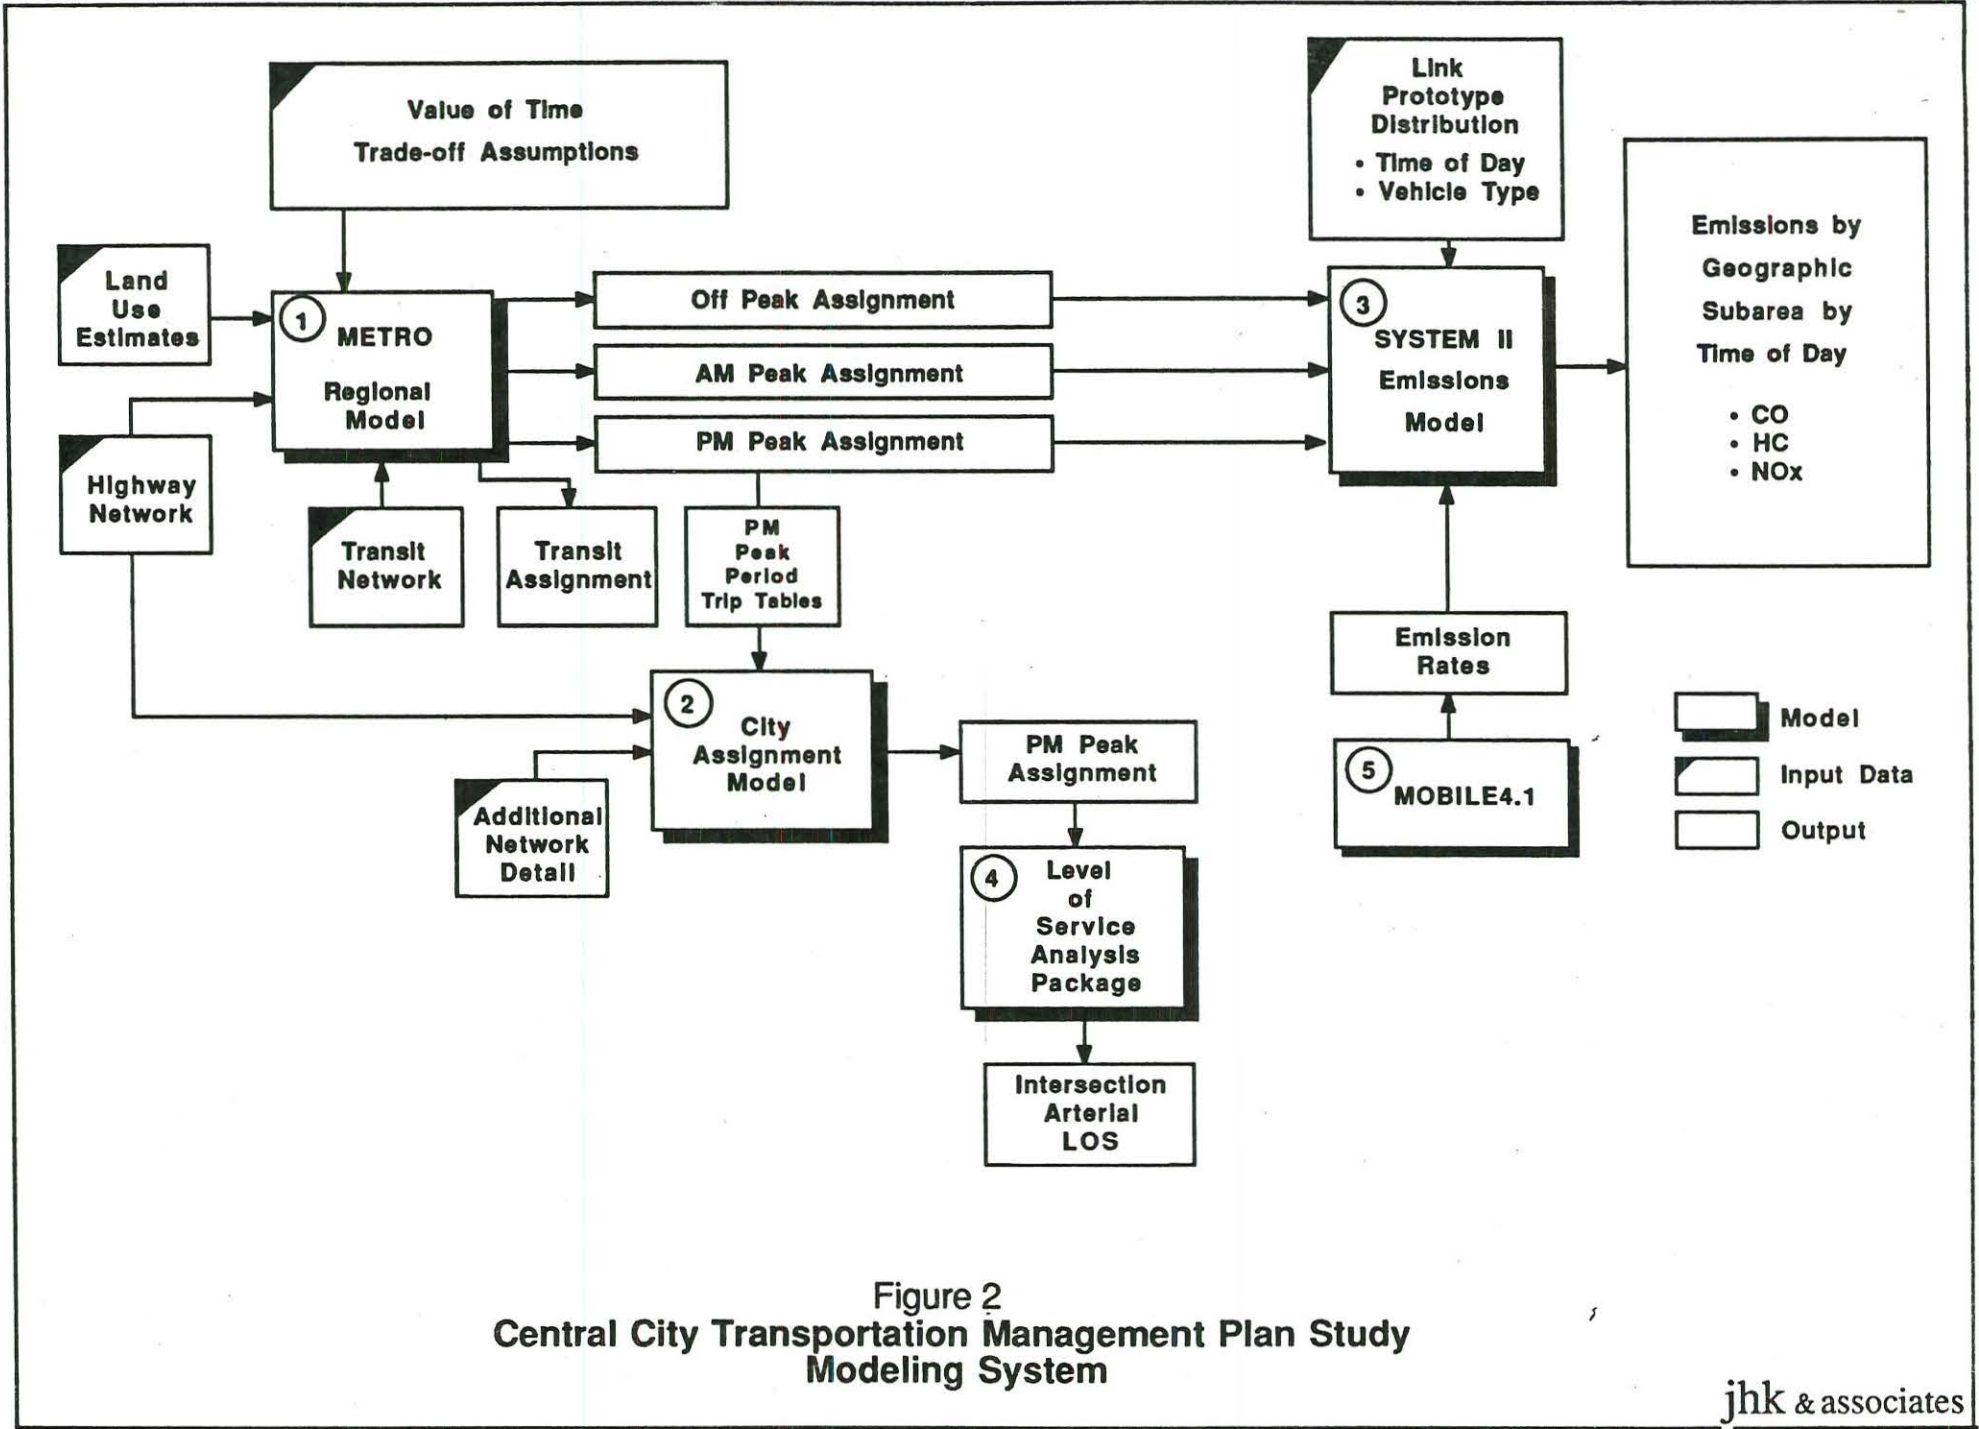 Value of Time
Trade-off Assumptions
Link
Prototype
Distribution
• Time of Day
• Vehicle Type
Land
Use
Estimates
1
METRO
Regional
Model
Off Peak Assignment
AM Peak Assignment
PM Peak Assignment
3
SYSTEM II
Emissions
Model
Emissions by
Geographic
Subarea by
Time of Day
• CO
• HC
• NOx
Highway
Network
Transit
Network
Transit
Assignment
PM
Peak
Period
Trip Tables
Emission
Rates
2
City
Assignment
Model
PM Peak
Assignment
5
MOBILE4.1
Model
Input Data
Output
Additional
Network
Detail
4
Level
of
Service
Analysis
Package
Intersection
Arterial
LOS
Figure 2
Central City Transportation Management Plan Study
Modeling System
jhk & associates